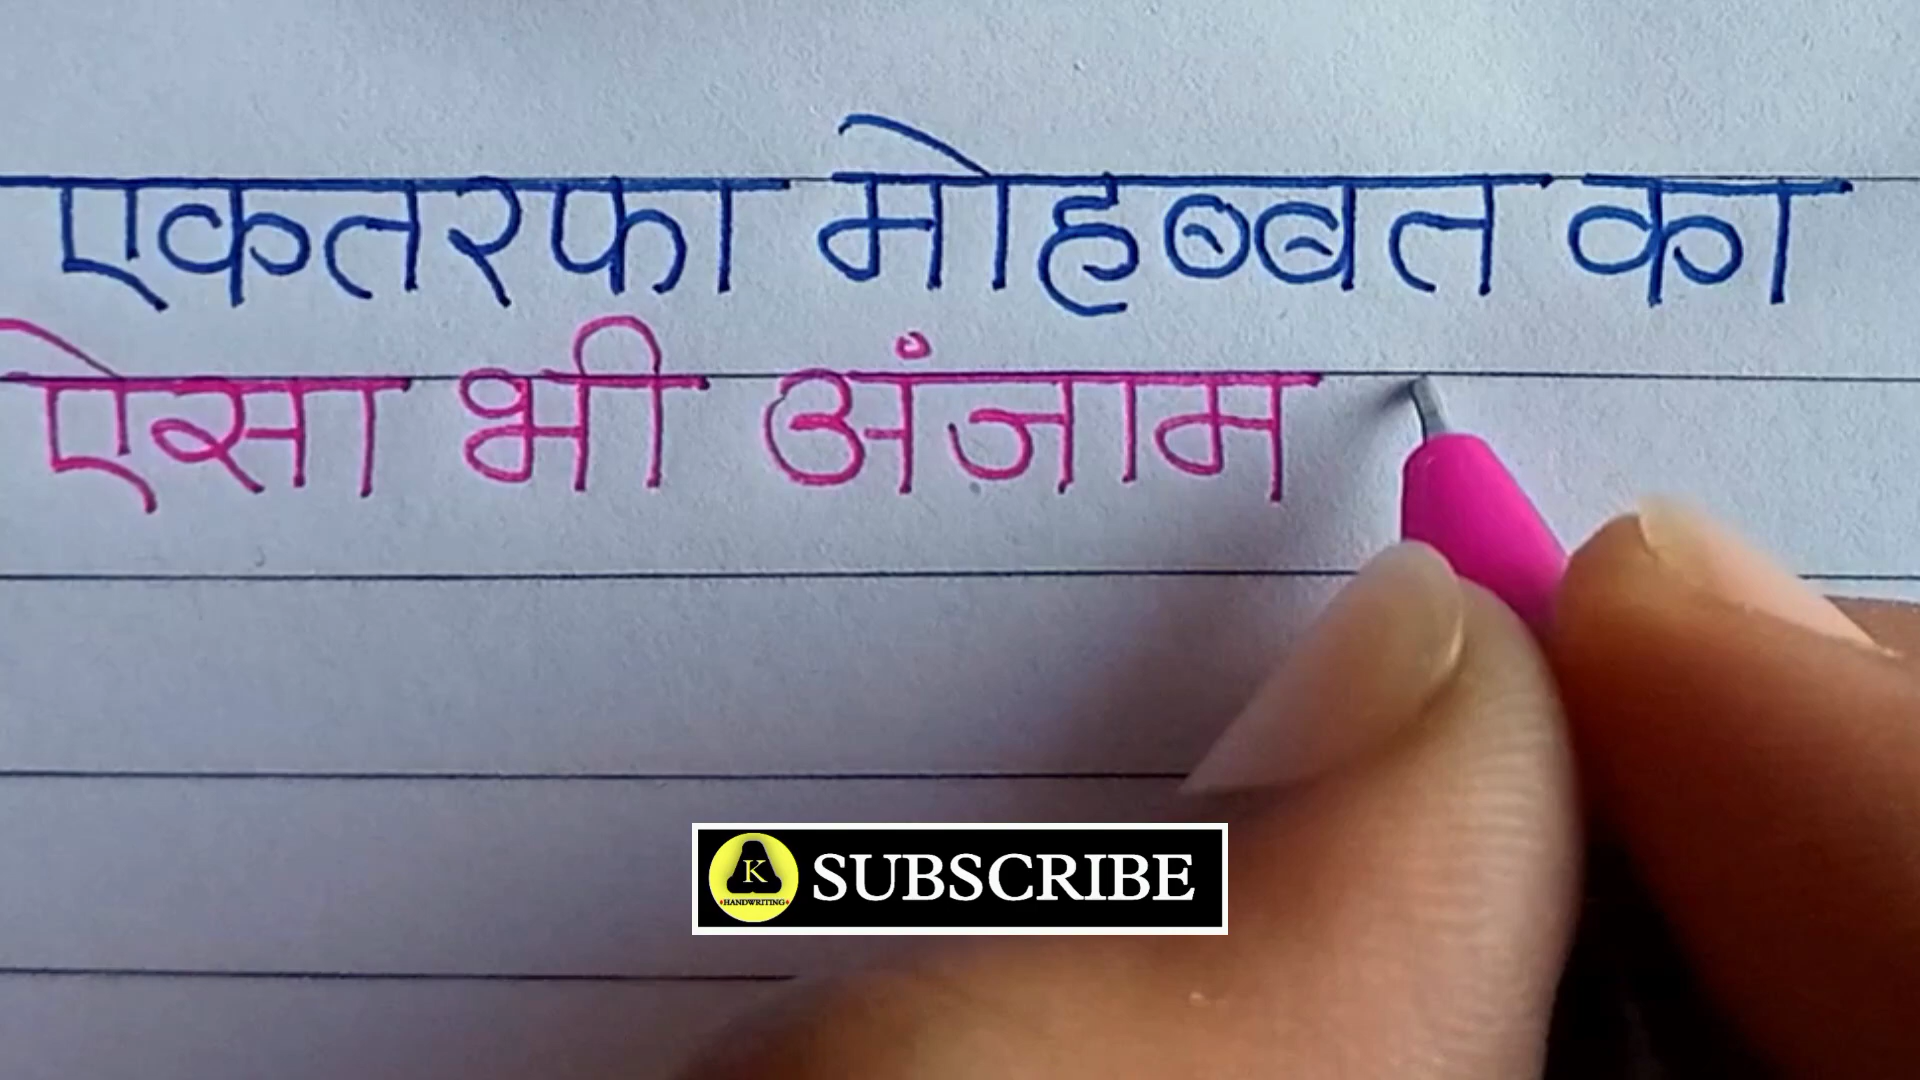 एकतरफा मोहब्बत का
ऐसा भी अंजाम
K
HANDWRITING
SUBSCRIBE